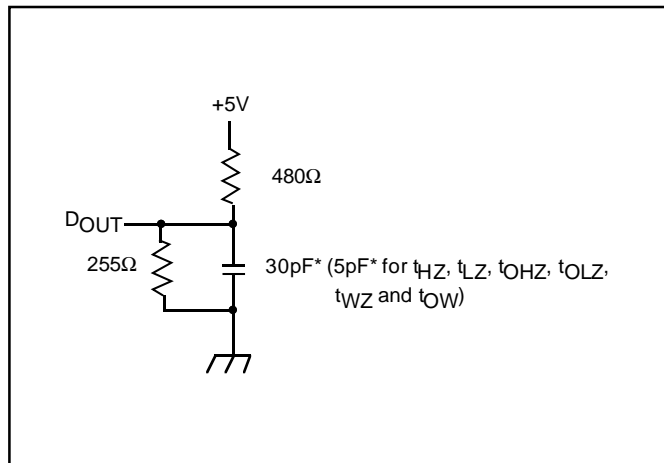 +5V
480Ω
DOUT
255Ω
30pF* (5pF* for tHZ, tLZ, tOHZ, tOLZ,
tWZ and tOW)